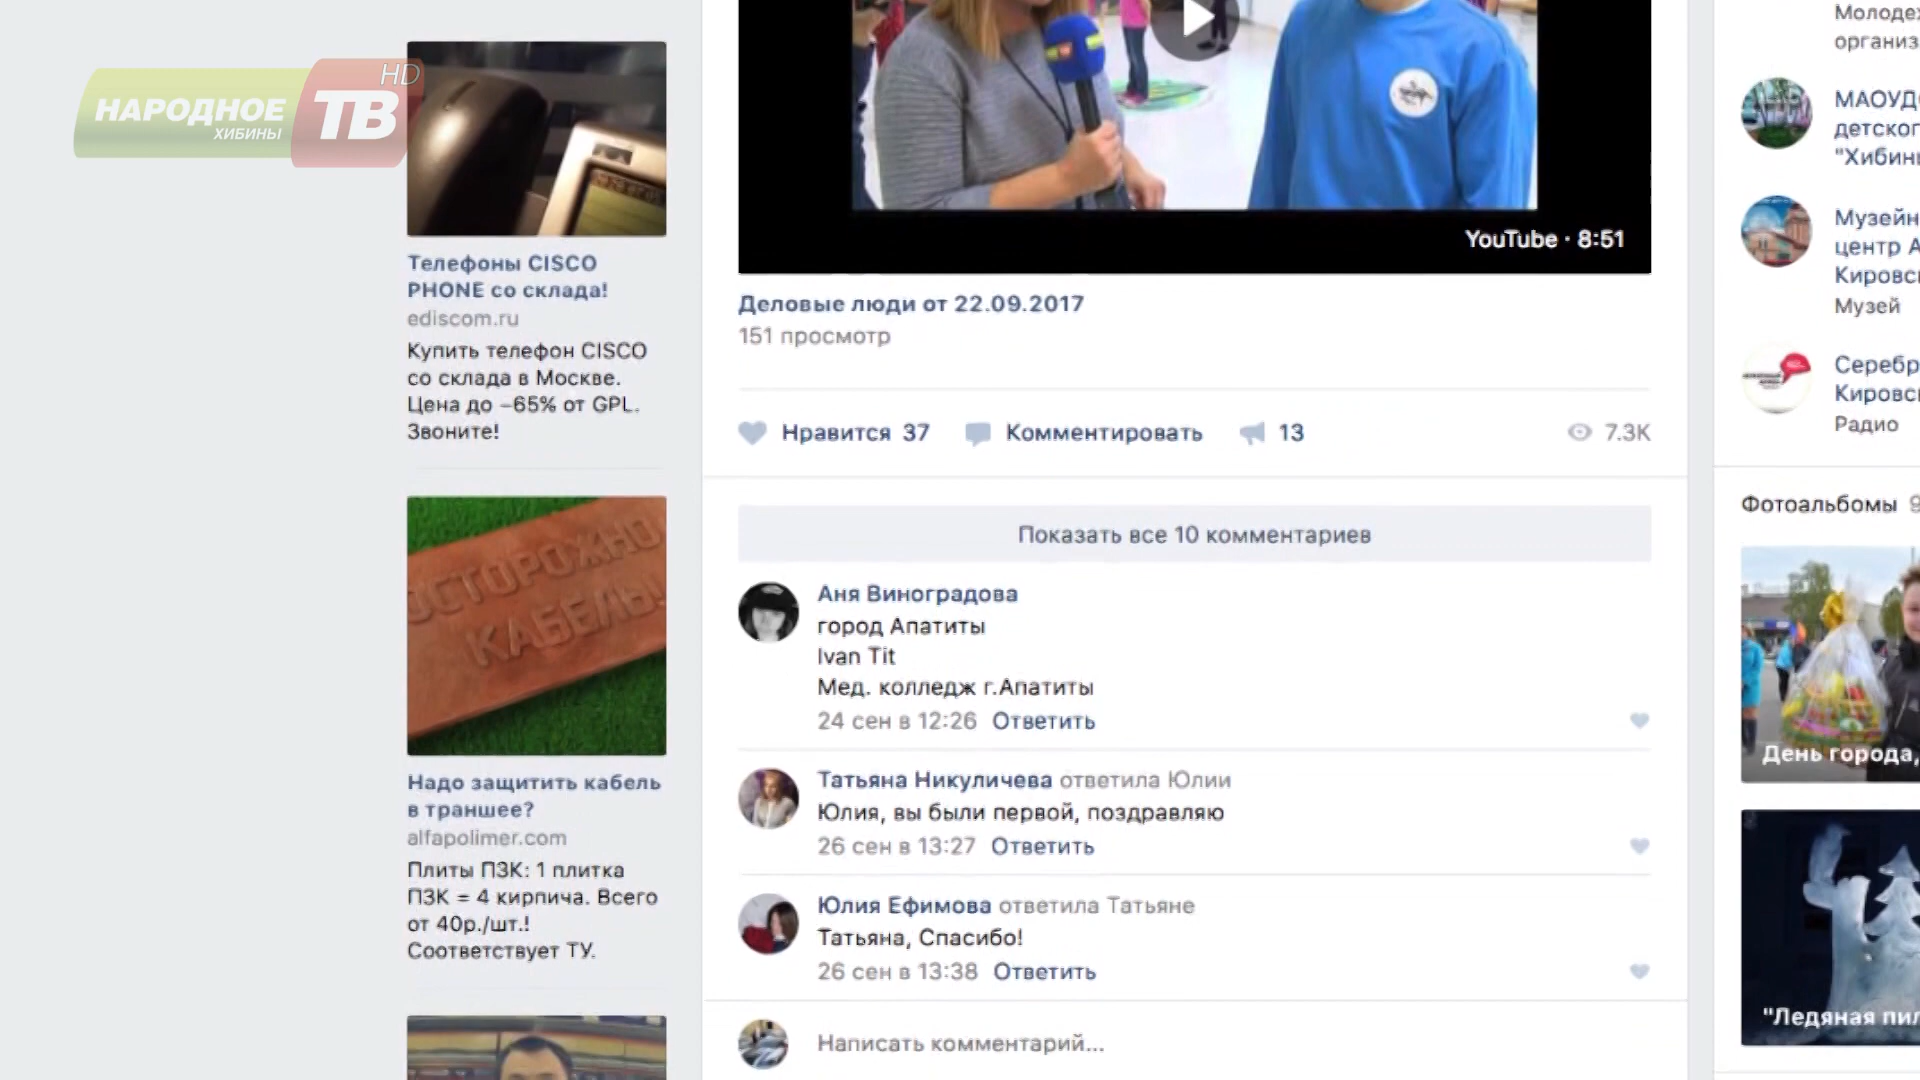 НАРОДНОЕ
ХИБИНЫ
ТВ
HD
Телефоны CISCO
PHONE со склада!
ediscom.ru
Купить телефон CISCO
со склада в Москве.
Цена до −65% от GPL.
Звоните!
ОСТОРОЖНО
КАБЕЛЬ!
Надо защитить кабель
в траншее?
alfapolimer.com
Плиты ПЗК: 1 плитка
ПЗК = 4 кирпича. Всего
от 40р./шт.!
Соответствует ТУ.
YouTube · 8:51
Деловые люди от 22.09.2017
151 просмотр
Нравится 37
Комментировать
13
7.3K
Показать все 10 комментариев
Аня Виноградова
город Апатиты
Ivan Tit
Мед. колледж г.Апатиты
24 сен в 12:26 Ответить
Татьяна Никуличева ответила Юлии
Юлия, вы были первой, поздравляю
26 сен в 13:27 Ответить
Юлия Ефимова ответила Татьяне
Татьяна, Спасибо!
26 сен в 13:38 Ответить
Написать комментарий...
Молодеж
организ
МАОУДО
детског
"Хибины
Музейн
центр А
Кировск
Музей
Серебр
Кировск
Радио
Фотоальбомы 9
День города,
"Ледяная пил